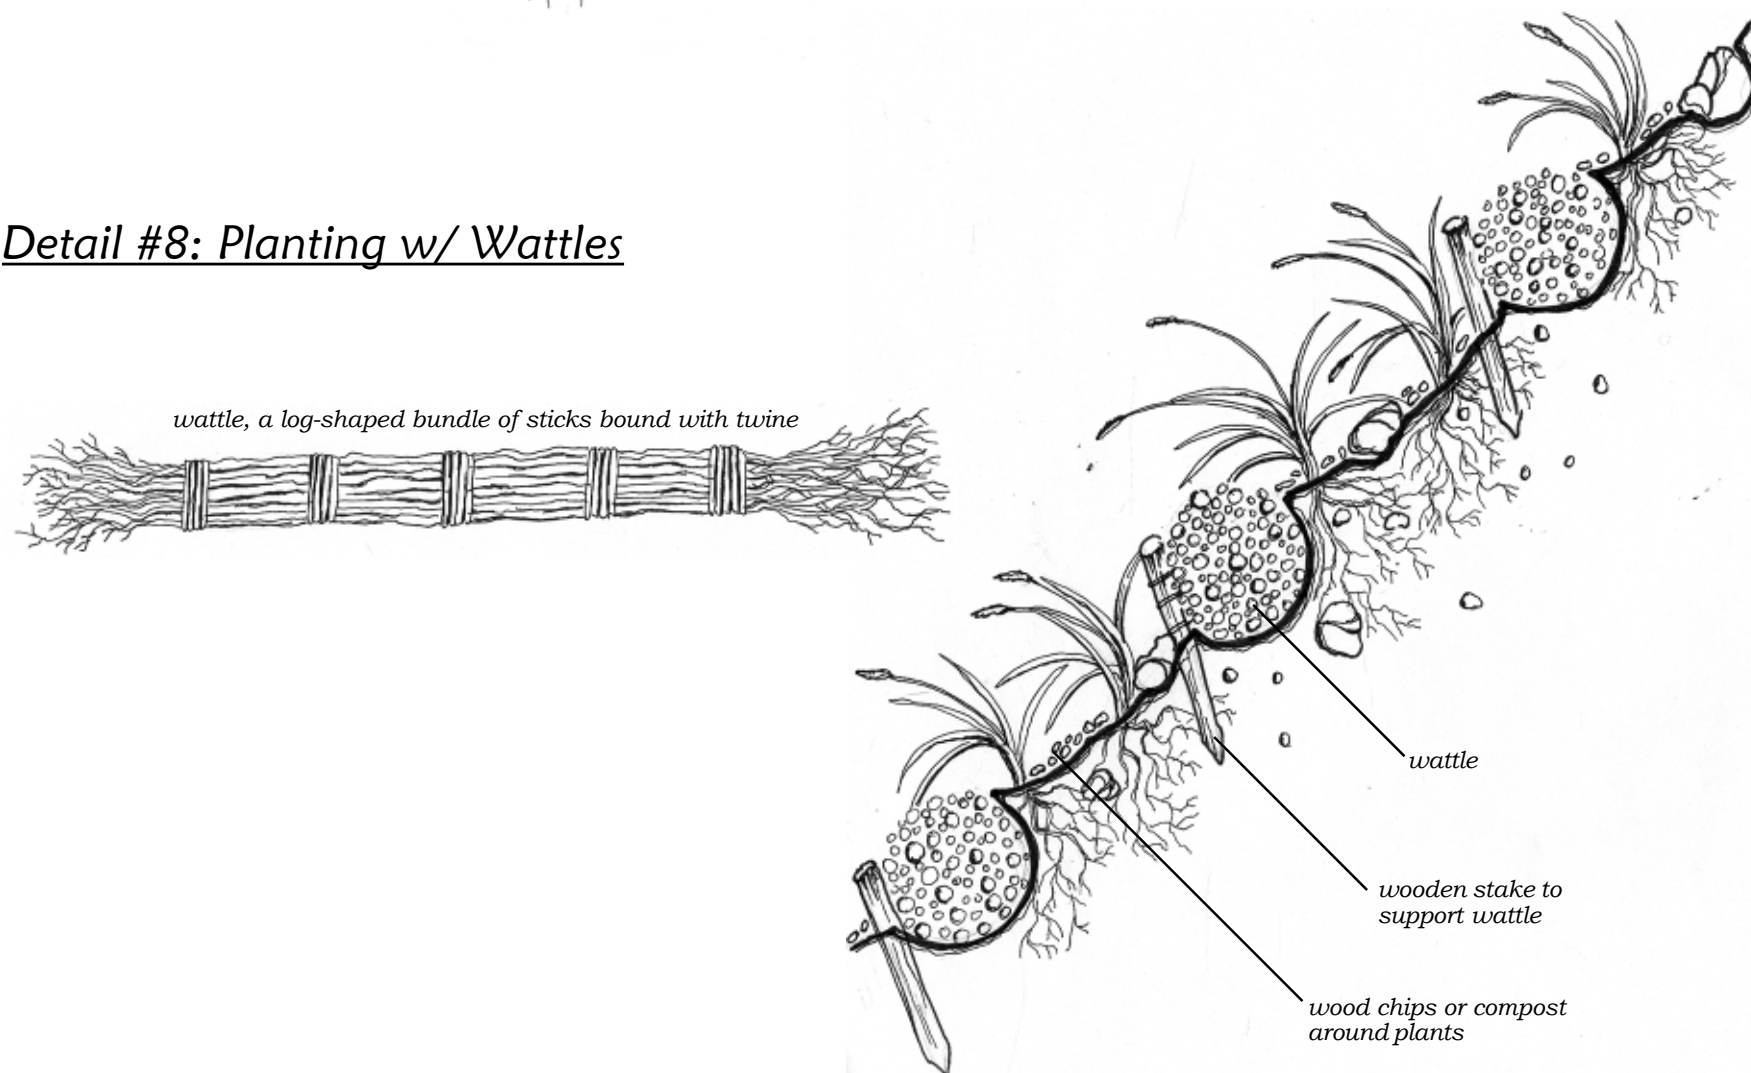 Detail #8: Planting w/ Wattles
wattle, a log-shaped bundle of sticks bound with twine
wattle
wooden stake to
support wattle
wood chips or compost
around plants